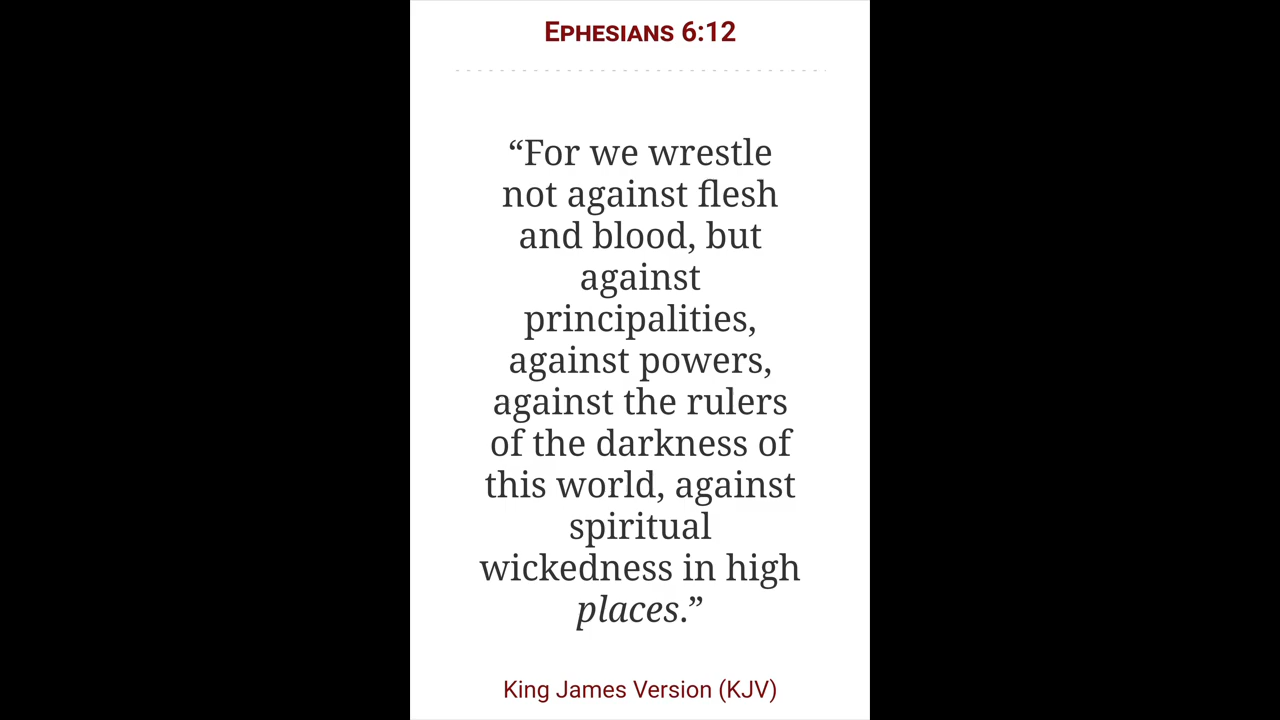 Ephesians 6:12
“For we wrestle
not against flesh
and blood, but
against
principalities,
against powers,
against the rulers
of the darkness of
this world, against
spiritual
wickedness in high
places.”
King James Version (KJV)